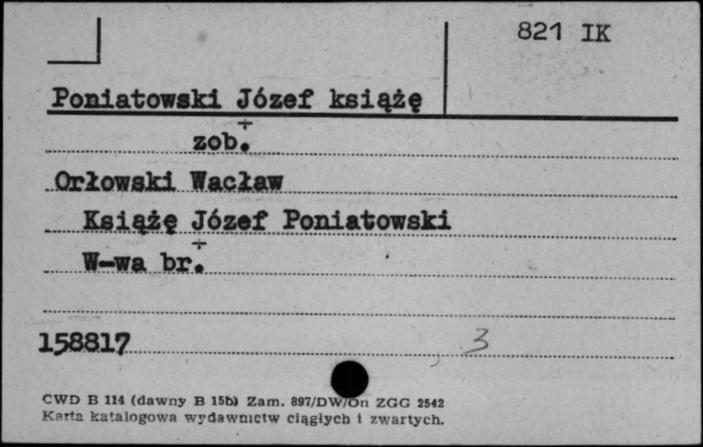 821 IK
Poniatowski Józef książę
zob.
Orłowski Wacław
Książę Józef Poniatowski
W-wa br.
158817 3
CWD B 114 (dawny B 15b) Zam. 897/DW/On ZGG 2542
Karta katalogowa wydawnictw ciągłych i zwartych.